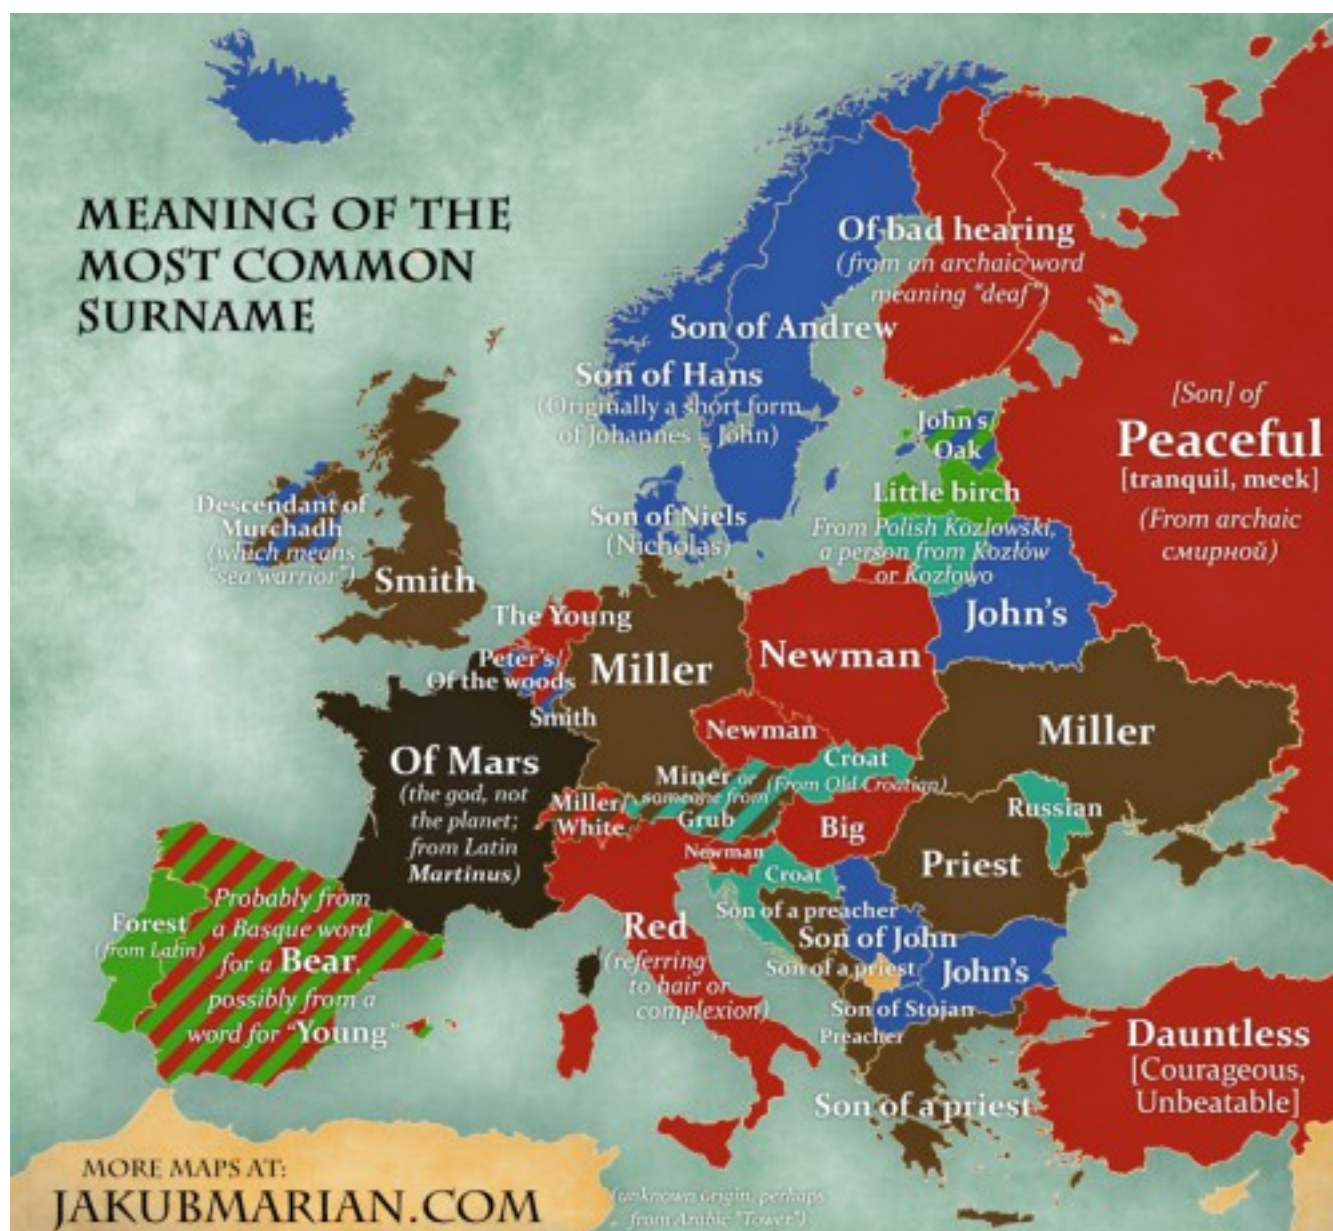 MEANING OF THE
MOST COMMON
SURNAME
Of bad hearing
(from an archaic word
meaning "deaf")
Son of Andrew
Son of Hans
(Originally a short form
of Johannes = John)
[Son] of
Peaceful
[tranquil, meek]
(From archaic
смирной)
John's/
Oak
Little birch
Descendant of
Murchadh
(which means
"sea warrior")
Son of Niels
(Nicholas)
From Polish Kozłowski,
a person from Kozłów
or Kozłowo
Smith
John's
The Young
Peter's/
Of the woods
Miller
Newman
Smith
Newman
Miller
Of Mars
(the god, not
the planet;
from Latin
Martinus)
Croat
(From Old Croatian)
Miner or
someone from
Grub
Miller/
White
Big
Russian
Newman
Croat
Priest
Probably from
a Basque word
for a Bear,
possibly from a
word for "Young"
Forest
(from Latin)
Red
(referring
to hair or
complexion)
Son of a preacher
Son of John
Son of a priest
John's
Son of Stojan
Preacher
Dauntless
[Courageous,
Unbeatable]
Son of a priest
MORE MAPS AT:
JAKUBMARIAN.COM
(unknown origin, perhaps
from Arabic "Tower")